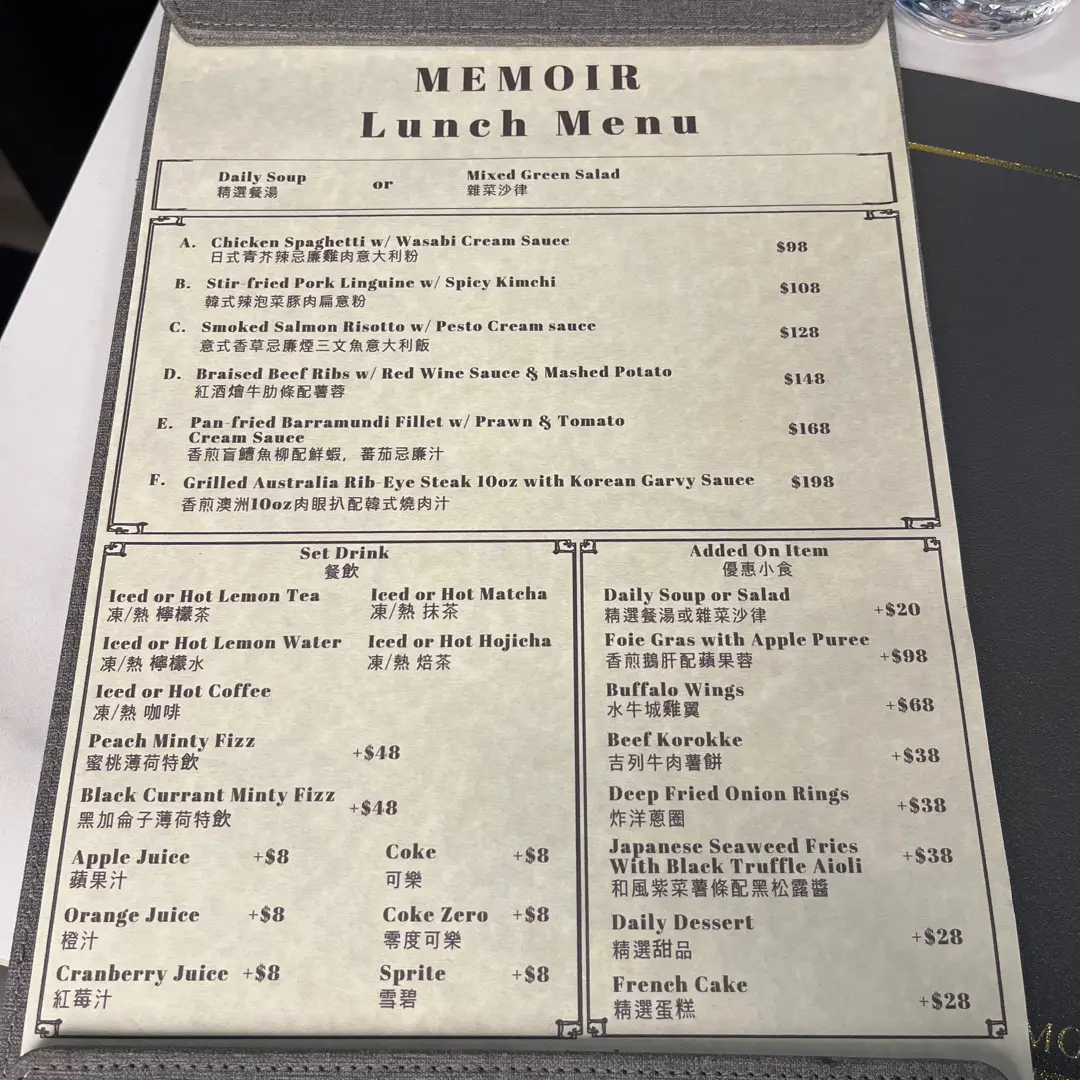 MEMOIR
Lunch Menu
Daily Soup or Mixed Green Salad
精選餐湯 雜菜沙律
A. Chicken Spaghetti w/ Wasabi Cream Sauce $98
日式青芥辣忌廉雞肉意大利粉
B. Stir-fried Pork Linguine w/ Spicy Kimchi $108
韓式辣泡菜豚肉扁意粉
C. Smoked Salmon Risotto w/ Pesto Cream sauce $128
意式香草忌廉煙三文魚意大利飯
D. Braised Beef Ribs w/ Red Wine Sauce & Mashed Potato $148
紅酒燴牛肋條配薯蓉
E. Pan-fried Barramundi Fillet w/ Prawn & Tomato $168
Cream Sauce
香煎盲鰽魚柳配鮮蝦，蕃茄忌廉汁
F. Grilled Australia Rib-Eye Steak 10oz with Korean Garvy Sauce $198
香煎澳洲10oz肉眼扒配韓式燒肉汁
Set Drink
餐飲
Iced or Hot Lemon Tea Iced or Hot Matcha
凍/熱 檸檬茶 凍/熱 抹茶
Iced or Hot Lemon Water Iced or Hot Hojicha
凍/熱 檸檬水 凍/熱 焙茶
Iced or Hot Coffee
凍/熱 咖啡
Peach Minty Fizz +$48
蜜桃薄荷特飲
Black Currant Minty Fizz +$48
黑加侖子薄荷特飲
Apple Juice +$8 Coke +$8
蘋果汁 可樂
Orange Juice +$8 Coke Zero +$8
橙汁 零度可樂
Cranberry Juice +$8 Sprite +$8
紅莓汁 雪碧
Added On Item
優惠小食
Daily Soup or Salad +$20
精選餐湯或雜菜沙律
Foie Gras with Apple Puree +$98
香煎鵝肝配蘋果蓉
Buffalo Wings +$68
水牛城雞翼
Beef Korokke +$38
吉列牛肉薯餅
Deep Fried Onion Rings +$38
炸洋蔥圈
Japanese Seaweed Fries +$38
With Black Truffle Aioli
和風紫菜薯條配黑松露醬
Daily Dessert +$28
精選甜品
French Cake +$28
精選蛋糕